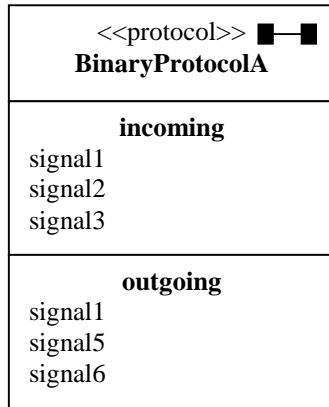 <<protocol>>
BinaryProtocolA
incoming
signal1
signal2
signal3
outgoing
signal1
signal5
signal6